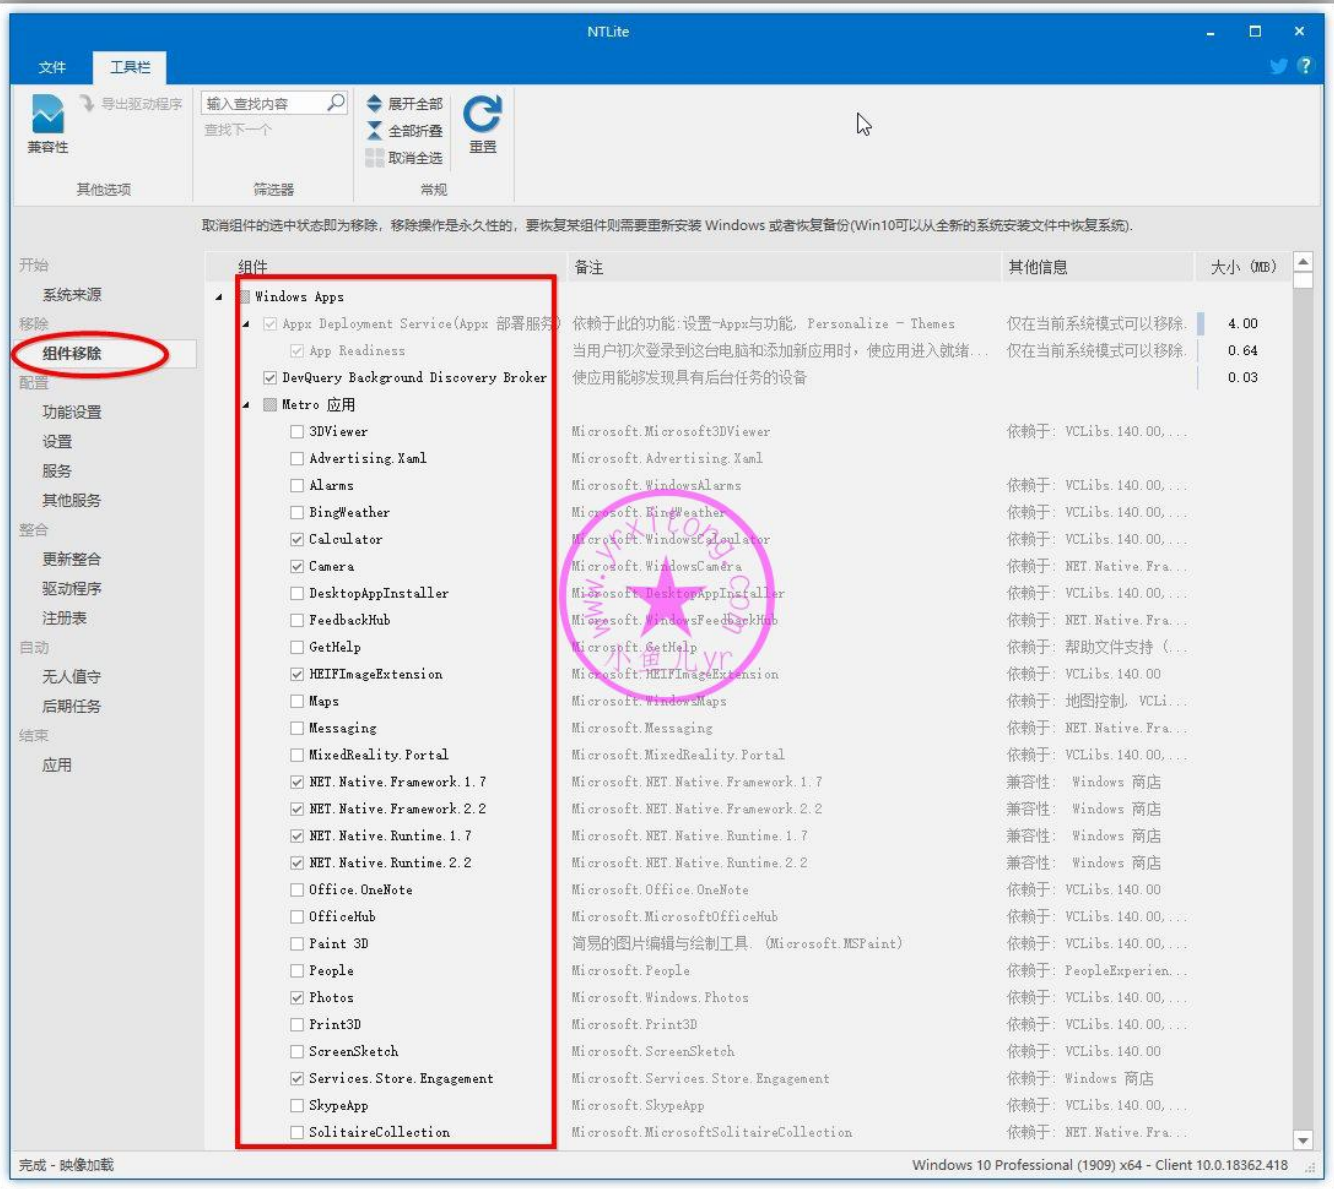 NTLite
文件 工具栏
导出驱动程序
兼容性
其他选项
输入查找内容
查找下一个
筛选器
展开全部
全部折叠
取消全选
重置
常规
取消组件的选中状态即为移除，移除操作是永久性的，要恢复某组件则需要重新安装 Windows 或者恢复备份(Win10可以从全新的系统安装文件中恢复系统).
开始
系统来源
移除
组件移除
配置
功能设置
设置
服务
其他服务
整合
更新整合
驱动程序
注册表
自动
无人值守
后期任务
结束
应用
组件 备注 其他信息 大小 (MB)
Windows Apps
Appx Deployment Service(Appx 部署服务) 依赖于此的功能:设置-Appx与功能, Personalize - Themes 仅在当前系统模式可以移除. 4.00
App Readiness 当用户初次登录到这台电脑和添加新应用时，使应用进入就绪... 仅在当前系统模式可以移除. 0.64
DevQuery Background Discovery Broker 使应用能够发现具有后台任务的设备 0.03
Metro 应用
3DViewer Microsoft.Microsoft3DViewer 依赖于: VCLibs.140.00,...
Advertising.Xaml Microsoft.Advertising.Xaml
Alarms Microsoft.WindowsAlarms 依赖于: VCLibs.140.00,...
BingWeather Microsoft.BingWeather 依赖于: VCLibs.140.00,...
Calculator Microsoft.WindowsCalculator 依赖于: VCLibs.140.00,...
Camera Microsoft.WindowsCamera 依赖于: NET.Native.Fra...
DesktopAppInstaller Microsoft.DesktopAppInstaller 依赖于: VCLibs.140.00,...
FeedbackHub Microsoft.WindowsFeedbackHub 依赖于: NET.Native.Fra...
GetHelp Microsoft.GetHelp 依赖于: 帮助文件支持 (...
HEIFImageExtension Microsoft.HEIFImageExtension 依赖于: VCLibs.140.00
Maps Microsoft.WindowsMaps 依赖于: 地图控制, VCLi...
Messaging Microsoft.Messaging 依赖于: NET.Native.Fra...
MixedReality.Portal Microsoft.MixedReality.Portal 依赖于: VCLibs.140.00,...
NET.Native.Framework.1.7 Microsoft.NET.Native.Framework.1.7 兼容性: Windows 商店
NET.Native.Framework.2.2 Microsoft.NET.Native.Framework.2.2 兼容性: Windows 商店
NET.Native.Runtime.1.7 Microsoft.NET.Native.Runtime.1.7 兼容性: Windows 商店
NET.Native.Runtime.2.2 Microsoft.NET.Native.Runtime.2.2 兼容性: Windows 商店
Office.OneNote Microsoft.Office.OneNote 依赖于: VCLibs.140.00
OfficeHub Microsoft.MicrosoftOfficeHub 依赖于: VCLibs.140.00,...
Paint 3D 简易的图片编辑与绘制工具. (Microsoft.MSPaint) 依赖于: VCLibs.140.00,...
People Microsoft.People 依赖于: PeopleExperien...
Photos Microsoft.Windows.Photos 依赖于: VCLibs.140.00,...
Print3D Microsoft.Print3D 依赖于: VCLibs.140.00,...
ScreenSketch Microsoft.ScreenSketch 依赖于: VCLibs.140.00
Services.Store.Engagement Microsoft.Services.Store.Engagement 依赖于: Windows 商店
SkypeApp Microsoft.SkypeApp 依赖于: VCLibs.140.00,...
SolitaireCollection Microsoft.MicrosoftSolitaireCollection 依赖于: NET.Native.Fra...
www.yrxitong.com
小鱼儿yr
完成 - 映像加载 Windows 10 Professional (1909) x64 - Client 10.0.18362.418